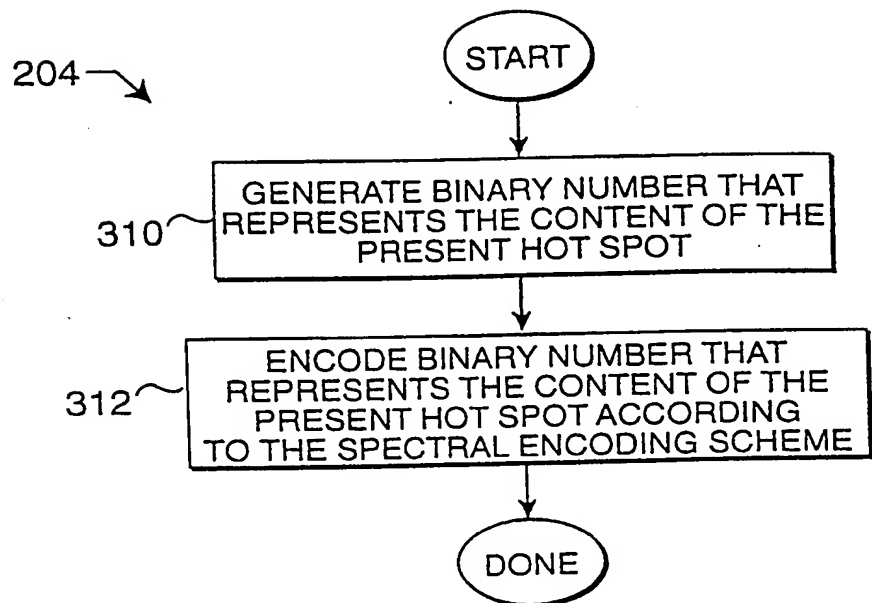 START
204
GENERATE BINARY NUMBER THAT
REPRESENTS THE CONTENT OF THE
PRESENT HOT SPOT.
310
ENCODE BINARY NUMBER THAT
REPRESENTS THE CONTENT OF THE
PRESENT HOT SPOT ACCORDING
TO THE SPECTRAL ENCODING SCHEME
312
DONE